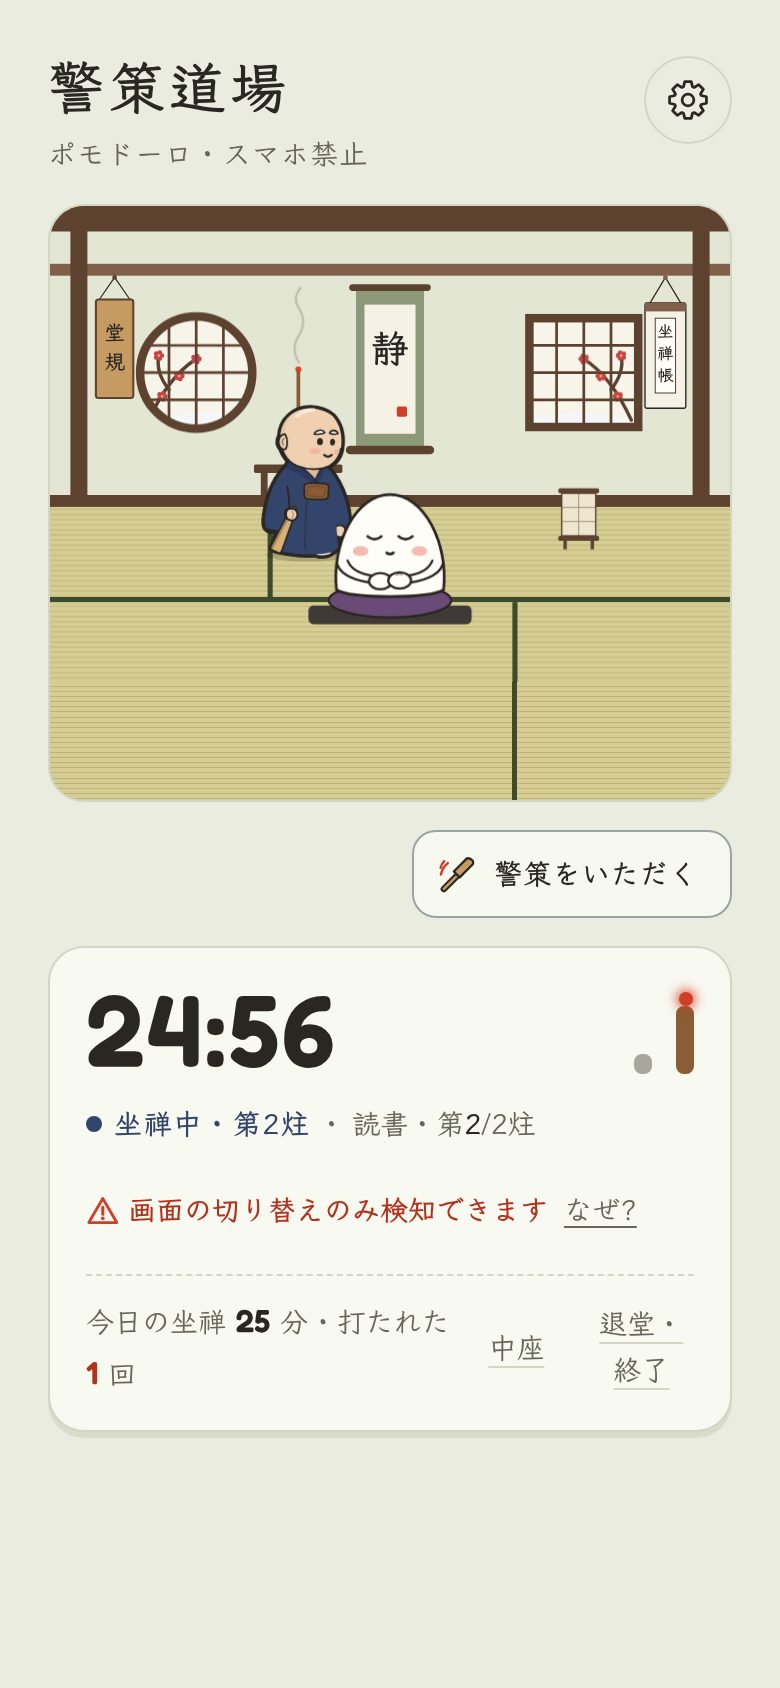 警策道場
ポモドーロ・スマホ禁止
堂規
静
坐禅帳
警策をいただく
24:56
坐禅中・第2炷 ・ 読書・第2/2炷
画面の切り替えのみ検知できます なぜ?
今日の坐禅 25 分・打たれた
1 回
中座
退堂・
終了